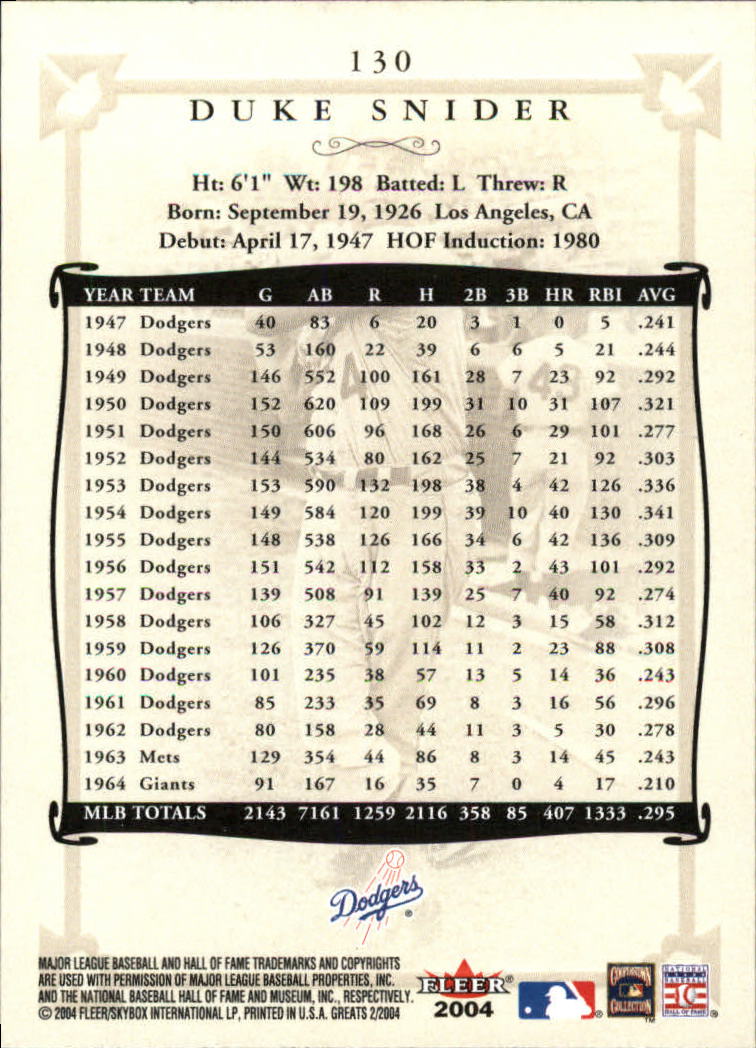 130
DUKE SNIDER
Ht: 6'1" Wt: 198 Batted: L Threw: R
Born: September 19, 1926 Los Angeles, CA
Debut: April 17, 1947 HOF Induction: 1980
YEAR TEAM G AB R H 2B 3B HR RBI AVG
1947 Dodgers 40 83 6 20 3 1 0 5 .241
1948 Dodgers 53 160 22 39 6 6 5 21 .244
1949 Dodgers 146 552 100 161 28 7 23 92 .292
1950 Dodgers 152 620 109 199 31 10 31 107 .321
1951 Dodgers 150 606 96 168 26 6 29 101 .277
1952 Dodgers 144 534 80 162 25 7 21 92 .303
1953 Dodgers 153 590 132 198 38 4 42 126 .336
1954 Dodgers 149 584 120 199 39 10 40 130 .341
1955 Dodgers 148 538 126 166 34 6 42 136 .309
1956 Dodgers 151 542 112 158 33 2 43 101 .292
1957 Dodgers 139 508 91 139 25 7 40 92 .274
1958 Dodgers 106 327 45 102 12 3 15 58 .312
1959 Dodgers 126 370 59 114 11 2 23 88 .308
1960 Dodgers 101 235 38 57 13 5 14 36 .243
1961 Dodgers 85 233 35 69 8 3 16 56 .296
1962 Dodgers 80 158 28 44 11 3 5 30 .278
1963 Mets 129 354 44 86 8 3 14 45 .243
1964 Giants 91 167 16 35 7 0 4 17 .210
MLB TOTALS 2143 7161 1259 2116 358 85 407 1333 .295
Dodgers ®
MAJOR LEAGUE BASEBALL AND HALL OF FAME TRADEMARKS AND COPYRIGHTS
ARE USED WITH PERMISSION OF MAJOR LEAGUE BASEBALL PROPERTIES, INC.
AND THE NATIONAL BASEBALL HALL OF FAME AND MUSEUM, INC., RESPECTIVELY.
© 2004 FLEER/SKYBOX INTERNATIONAL LP, PRINTED IN U.S.A. GREATS 2/2004
FLEER®
2004
COOPERSTOWN
COLLECTION
TM
NATIONAL
BASEBALL
HALL OF FAME